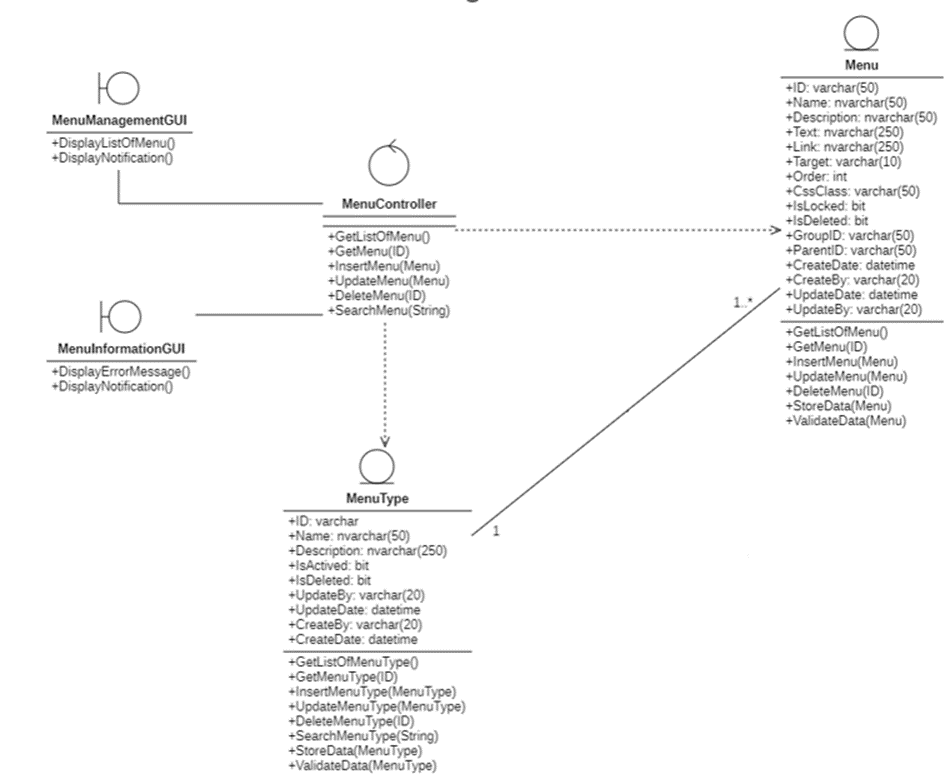 MenuManagementGUI
+DisplayListOfMenu()
+DisplayNotification()
MenuController
+GetListOfMenu()
+GetMenu(ID)
+InsertMenu(Menu)
+UpdateMenu(Menu)
+DeleteMenu(ID)
+SearchMenu(String)
MenuInformationGUI
+DisplayErrorMessage()
+DisplayNotification()
Menu
+ID: varchar(50)
+Name: nvarchar(50)
+Description: nvarchar(50)
+Text: nvarchar(250)
+Link: nvarchar(250)
+Target: varchar(10)
+Order: int
+CssClass: varchar(50)
+IsLocked: bit
+IsDeleted: bit
+GroupID: varchar(50)
+ParentID: varchar(50)
+CreateDate: datetime
+CreateBy: varchar(20)
+UpdateDate: datetime
+UpdateBy: varchar(20)
+GetListOfMenu()
+GetMenu(ID)
+InsertMenu(Menu)
+UpdateMenu(Menu)
+DeleteMenu(ID)
+StoreData(Menu)
+ValidateData(Menu)
1..*
1
MenuType
+ID: varchar
+Name: nvarchar(50)
+Description: nvarchar(250)
+IsActived: bit
+IsDeleted: bit
+UpdateBy: varchar(20)
+UpdateDate: datetime
+CreateBy: varchar(20)
+CreateDate: datetime
+GetListOfMenuType()
+GetMenuType(ID)
+InsertMenuType(MenuType)
+UpdateMenuType(MenuType)
+DeleteMenuType(ID)
+SearchMenuType(String)
+StoreData(MenuType)
+ValidateData(MenuType)